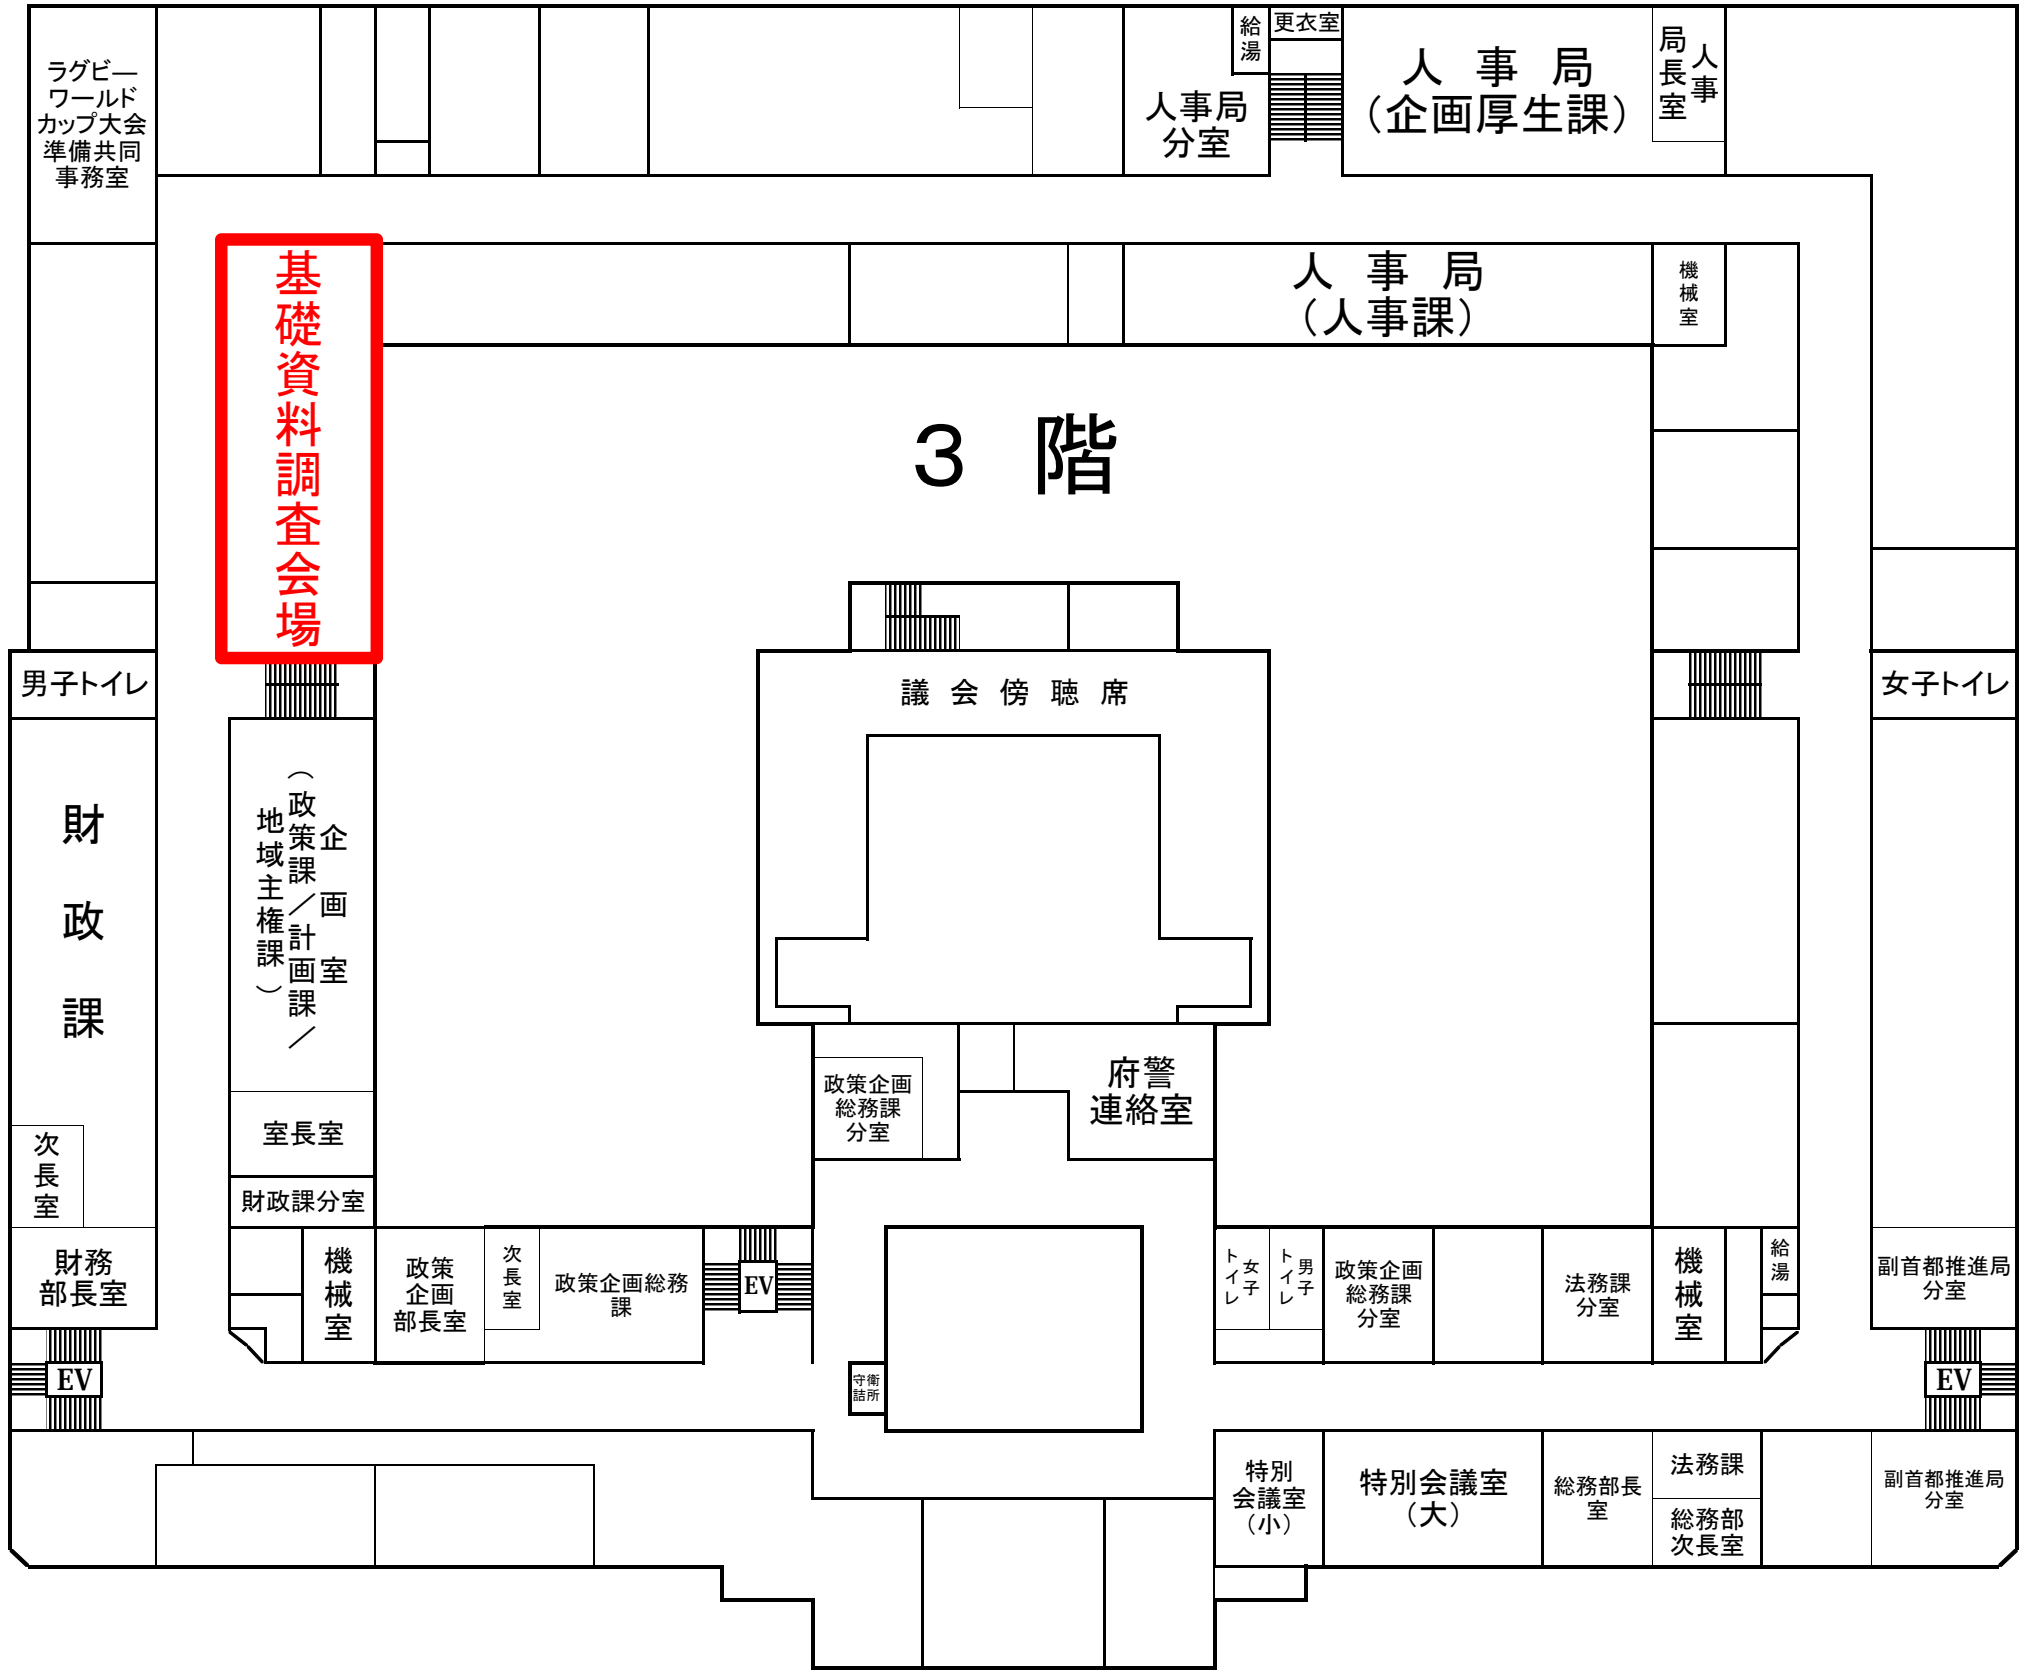 ラグビー
ワールド
カップ大会
準備共同
事務室
給湯
更衣室
人事局
分室
人　事　局
（企画厚生課）
人事
局長室
基礎資料調査会場
人　事　局
（人事課）
機械室
３　階
男子トイレ
議　会　傍　聴　席
女子トイレ
財　政　課
企　画　室
（政策課／計画課／
地域主権課）
政策企画
総務課
分室
府警
連絡室
次長室
室長室
財政課分室
財務
部長室
機械室
政策
企画
部長室
次長室
政策企画総務
課
EV
女子
トイレ
男子
トイレ
政策企画
総務課
分室
法務課
分室
機械室
給湯
副首都推進局
分室
EV
守衛
詰所
EV
特別
会議室
（小）
特別会議室
（大）
総務部長
室
法務課
総務部
次長室
副首都推進局
分室